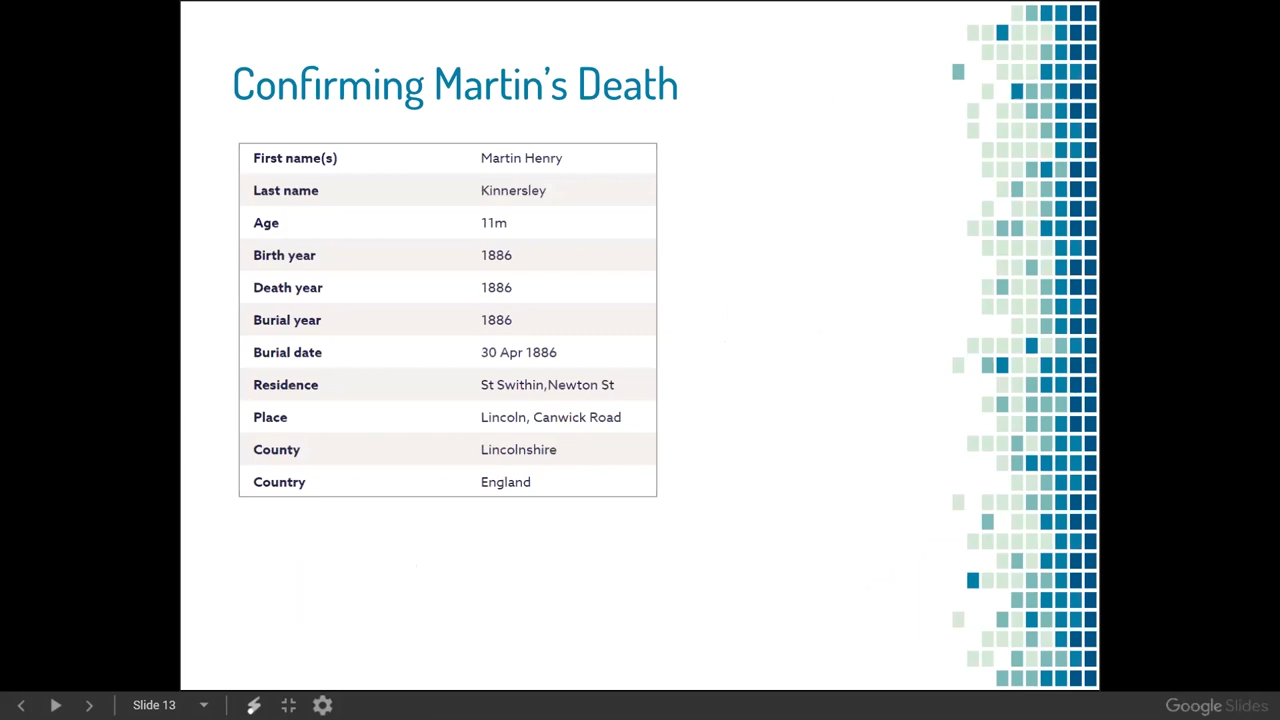 Confirming Martin's Death
First name(s) Martin Henry
Last name Kinnersley
Age 11m
Birth year 1886
Death year 1886
Burial year 1886
Burial date 30 Apr 1886
Residence St Swithin,Newton St
Place Lincoln, Canwick Road
County Lincolnshire
Country England
Slide 13
Google Slides